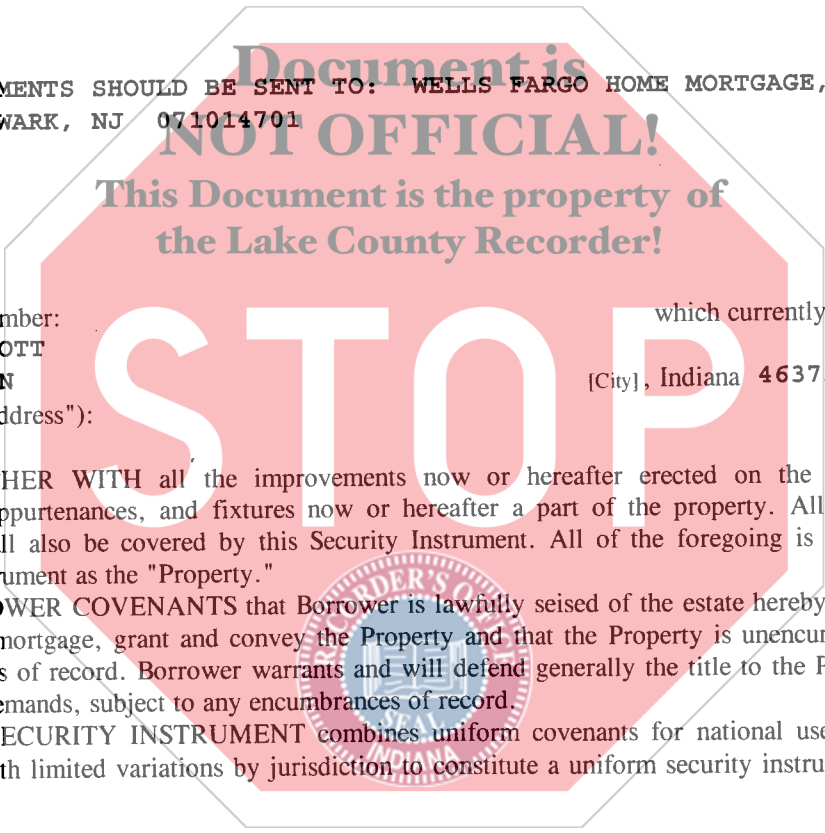 Document is
MENTS SHOULD BE SENT TO: WELLS FARGO HOME MORTGAGE,
WARK, NJ 071014701
NOT OFFICIAL!
This Document is the property of
the Lake County Recorder!
mber: which currently
OTT
N [City], Indiana 4637
ddress"):
STOP
HER WITH all the improvements now or hereafter erected on the
ppurtenances, and fixtures now or hereafter a part of the property. All
ll also be covered by this Security Instrument. All of the foregoing is
rument as the "Property."
OWER COVENANTS that Borrower is lawfully seised of the estate hereby
mortgage, grant and convey the Property and that the Property is unencum
s of record. Borrower warrants and will defend generally the title to the P
emands, subject to any encumbrances of record.
ECURITY INSTRUMENT combines uniform covenants for national use
th limited variations by jurisdiction to constitute a uniform security instru
RECORDER'S OFFICE
SEAL
INDIANA